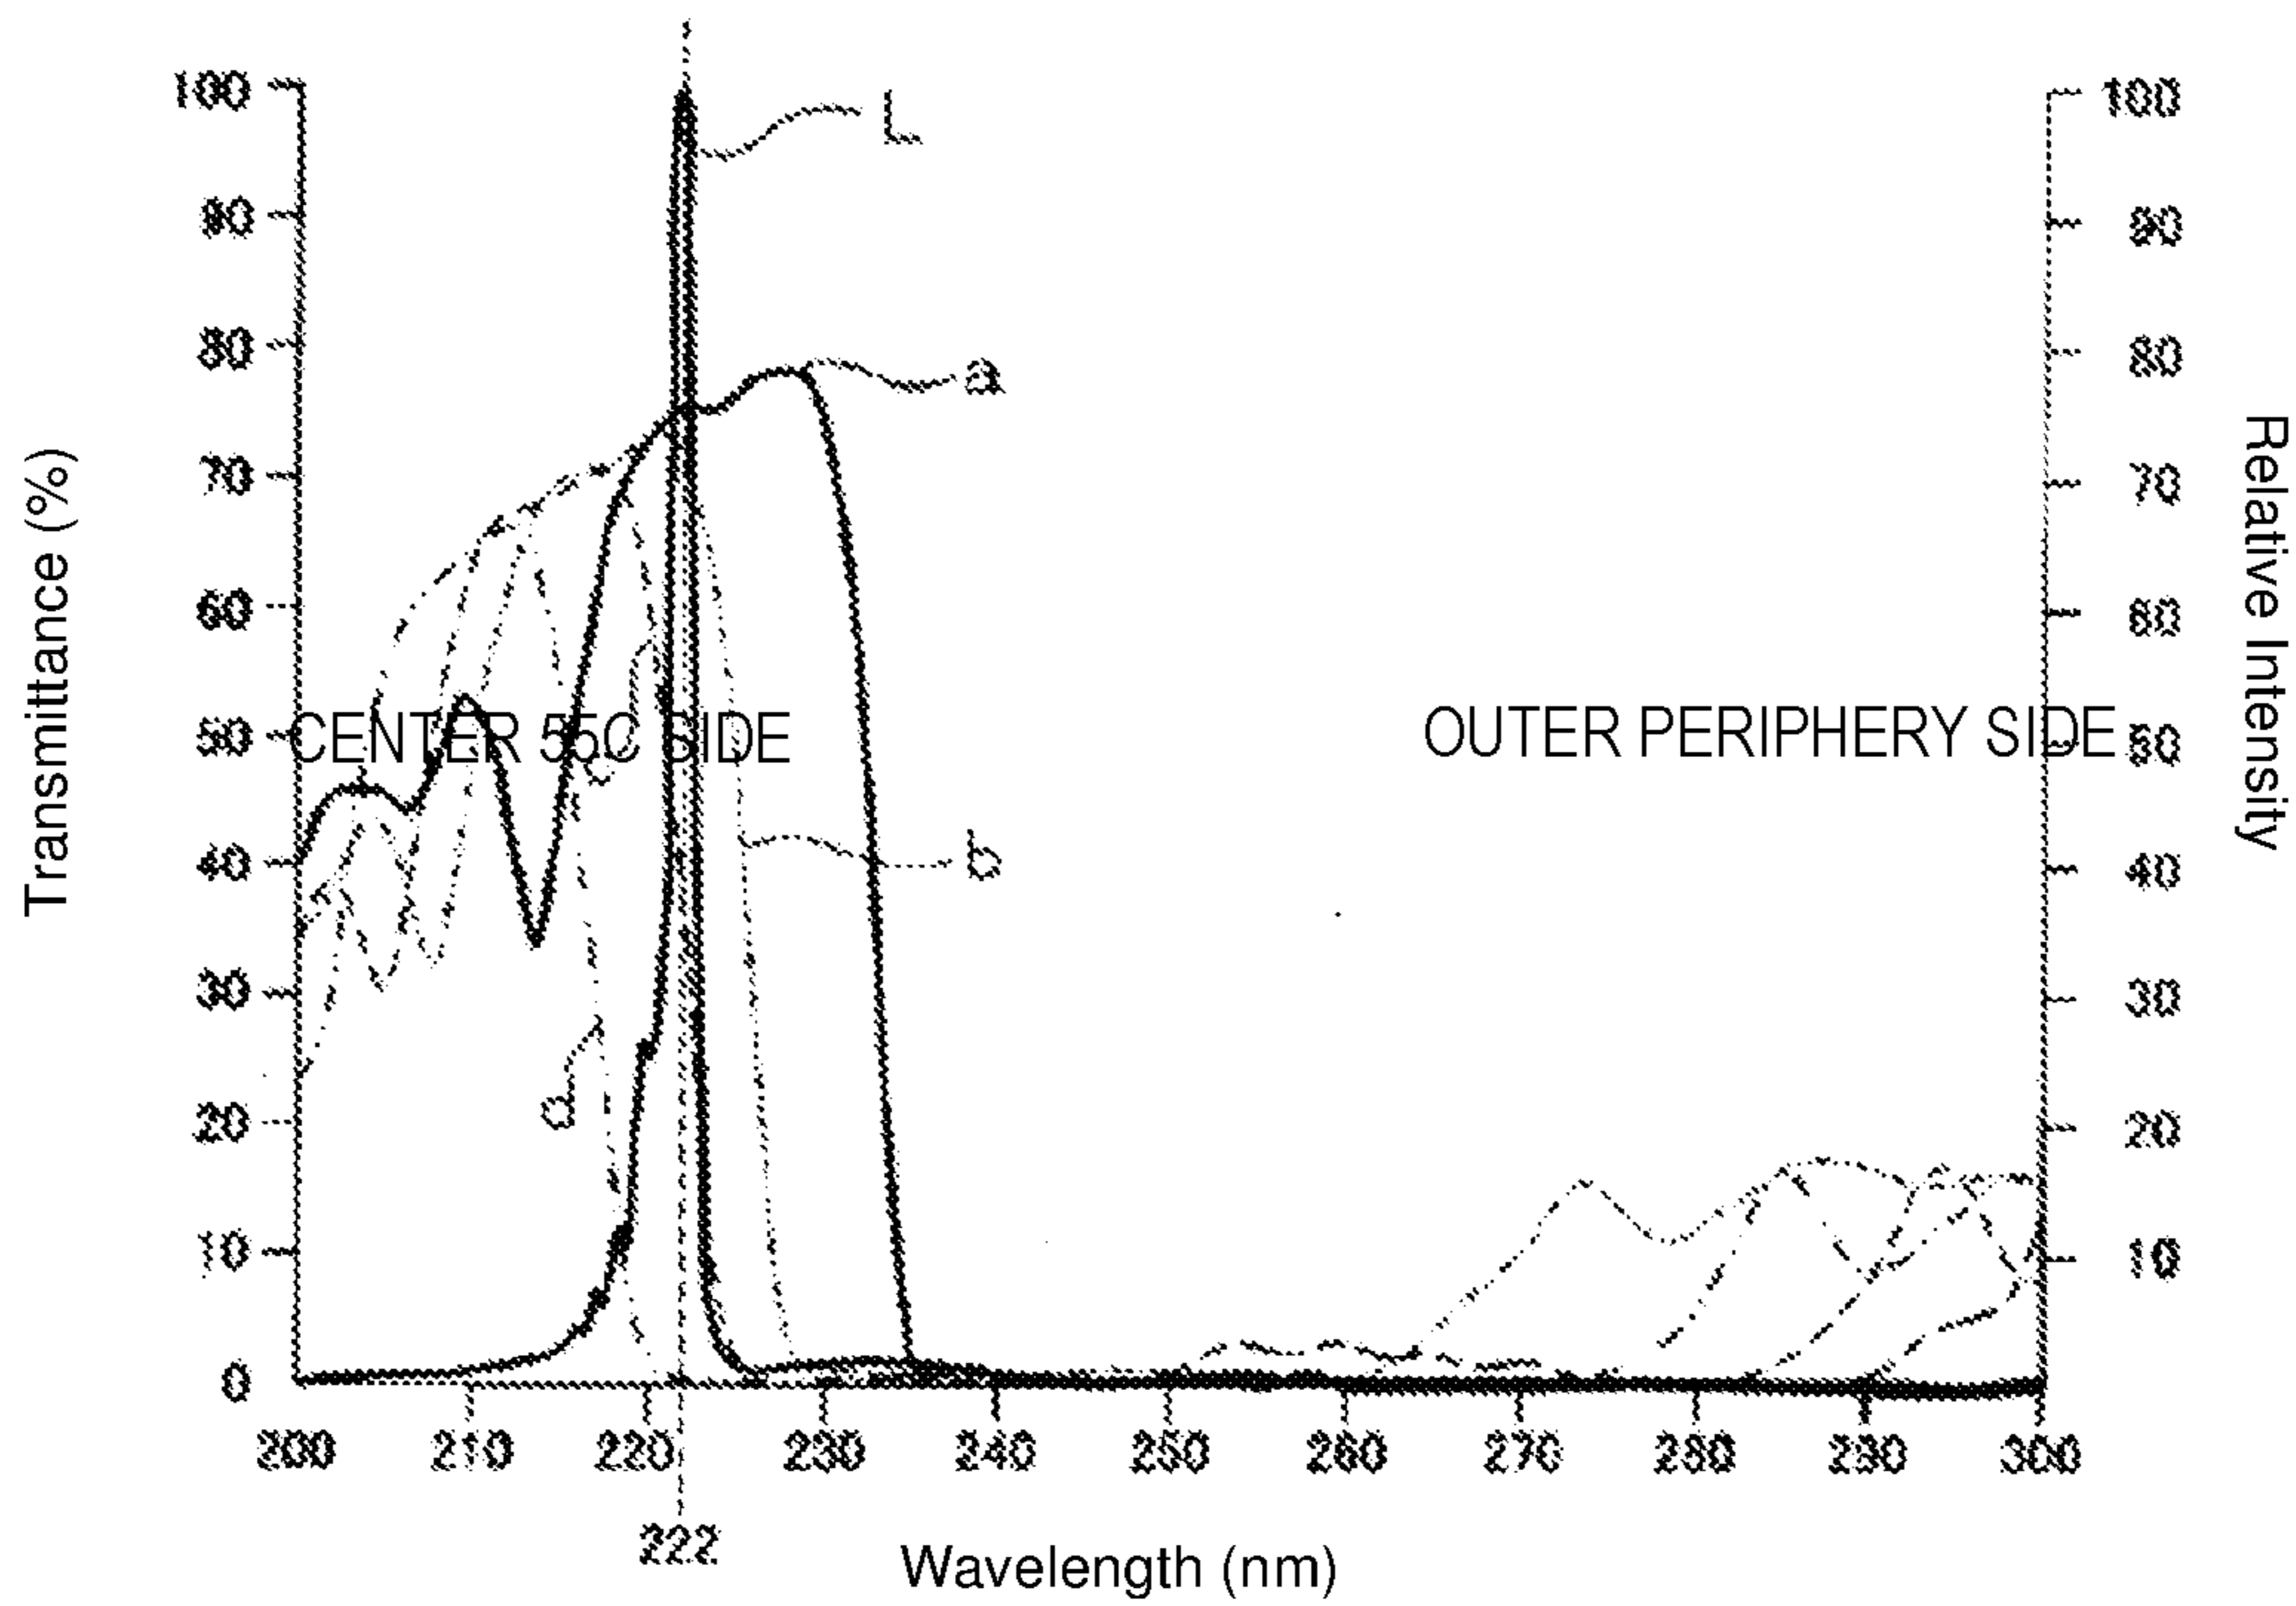 100
90
80
70
60
50
40
30
20
10
0
Transmittance (%)
L
a
b
c
d
CENTER 55C SIDE
OUTER PERIPHERY SIDE
100
90
80
70
60
50
40
30
20
10
Relative Intensity
200 210 220 230 240 250 260 270 280 290 300
222
Wavelength (nm)